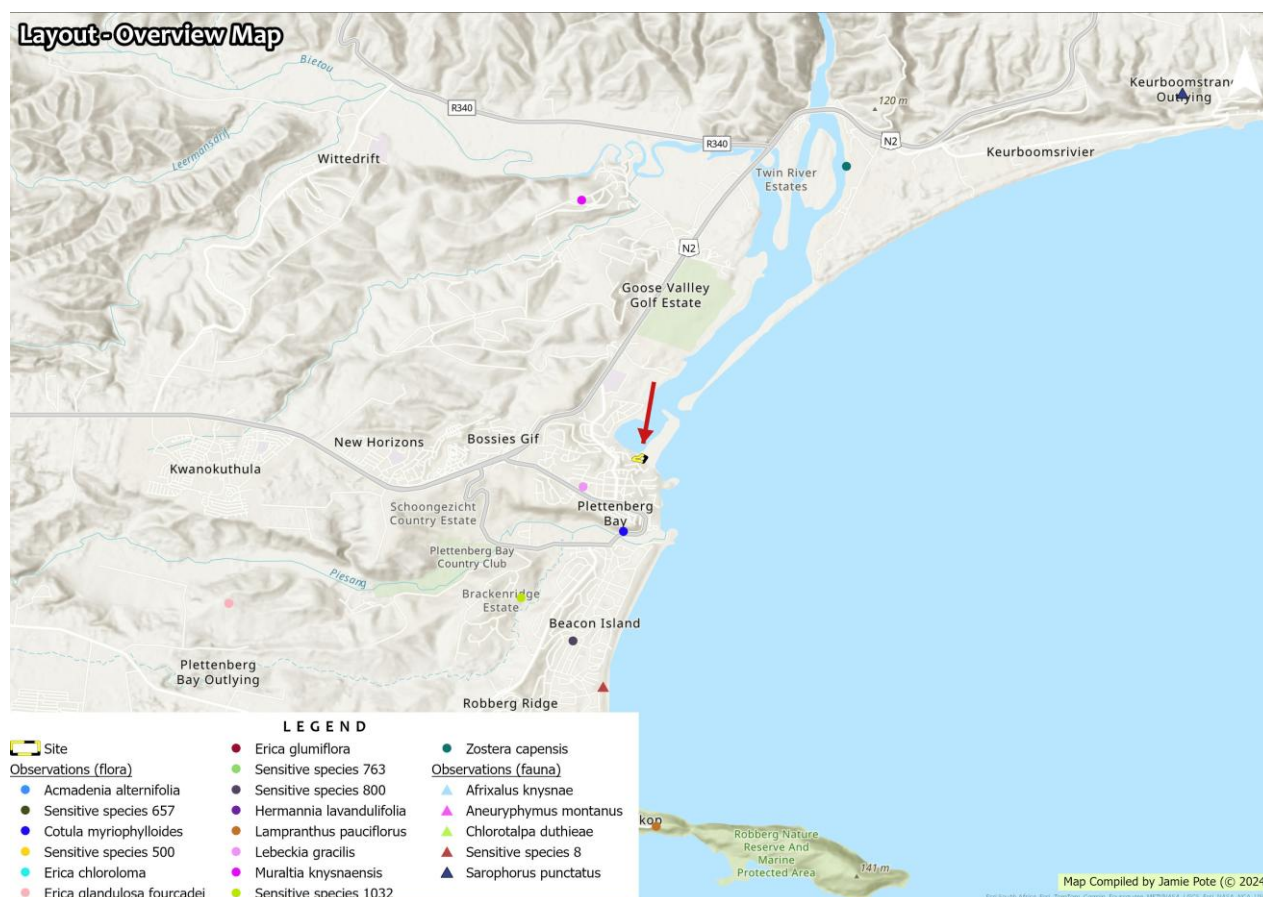 Layout - Overview Map
N
Bietou
R340
Keurboomstrand
Outlying
120 m
Leermansdrif
Wittedrift
R340
N2
Keurboomsrivier
Twin River
Estates
N2
Goose Vallley
Golf Estate
New Horizons
Bossies Gif
Kwanokuthula
Schoongezicht
Country Estate
Plettenberg
Bay
Plettenberg Bay
Country Club
Piesang
Brackenridge
Estate
Beacon Island
Plettenberg
Bay Outlying
Robberg Ridge
LEGEND
Site
Observations (flora)
Acmadenia alternifolia
Sensitive species 657
Cotula myriophylloides
Sensitive species 500
Erica chloroloma
Erica glandulosa fourcadei
Erica glumiflora
Sensitive species 763
Sensitive species 800
Hermannia lavandulifolia
Lampranthus pauciflorus
Lebeckia gracilis
Muraltia knysnaensis
Sensitive species 1032
Zostera capensis
Observations (fauna)
Afrixalus knysnae
Aneuryphymus montanus
Chlorotalpa duthieae
Sensitive species 8
Sarophorus punctatus
kop
Robberg Nature
Reserve And
Marine
Protected Area
141 m
Map Compiled by Jamie Pote (© 2024